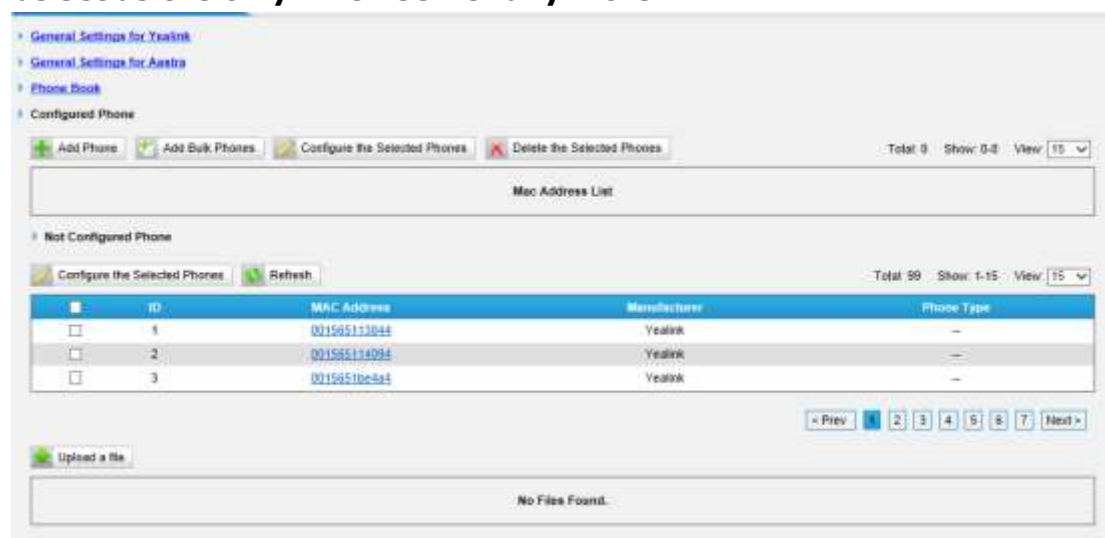 General Settings for Yealink
General Settings for Aastra
Phone Book
Configured Phone
Add Phone Add Bulk Phones Configure the Selected Phones Delete the Selected Phones Total: 0 Show: 0-0 View: 15
Mac Address List
Not Configured Phone
Configure the Selected Phones Refresh Total: 99 Show: 1-15 View: 15
ID MAC Address Manufacturer Phone Type
1 001565113844 Yealink --
2 001565114094 Yealink --
3 0015651be4a4 Yealink --
< Prev 1 2 3 4 5 6 7 Next >
Upload a file
No Files Found.